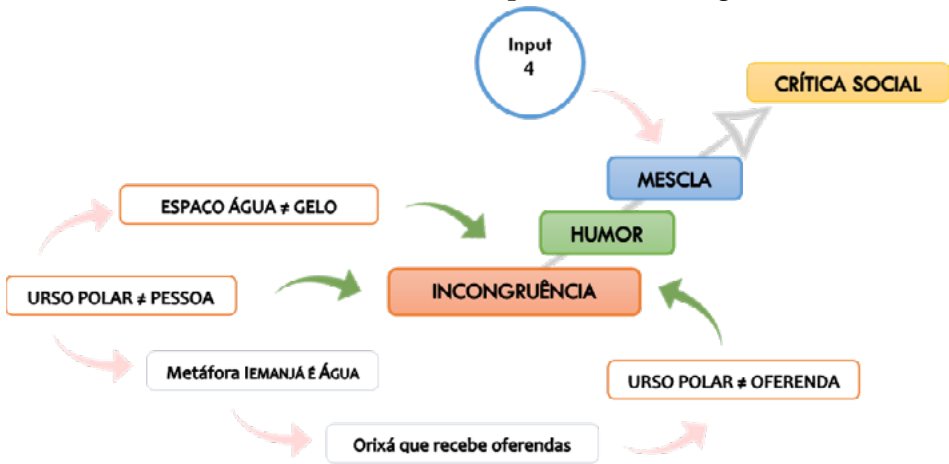 Input
4
CRÍTICA SOCIAL
MESCLA
ESPACO ÁGUA ≠ GELO
HUMOR
URSO POLAR ≠ PESSOA
INCONGRUÊNCIA
Metáfora IEMANJÁ É ÁGUA
URSO POLAR ≠ OFERENDA
Orixá que recebe oferendas